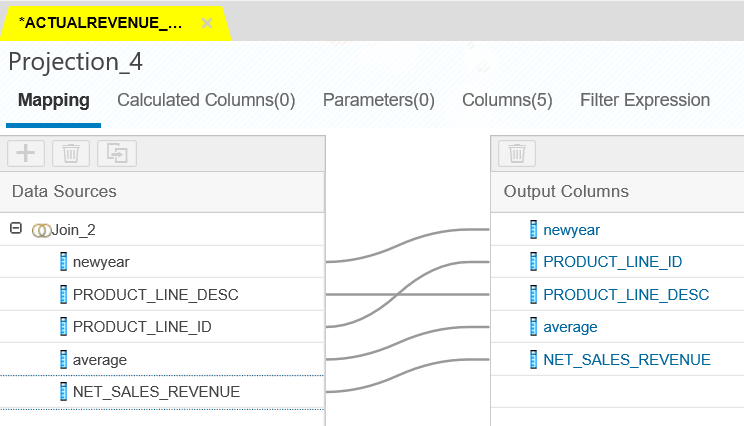 *ACTUALREVENUE_...
Projection_4
Mapping Calculated Columns(0) Parameters(0) Columns(5) Filter Expression
Data Sources
Join_2
newyear
PRODUCT_LINE_DESC
PRODUCT_LINE_ID
average
NET_SALES_REVENUE
Output Columns
newyear
PRODUCT_LINE_ID
PRODUCT_LINE_DESC
average
NET_SALES_REVENUE